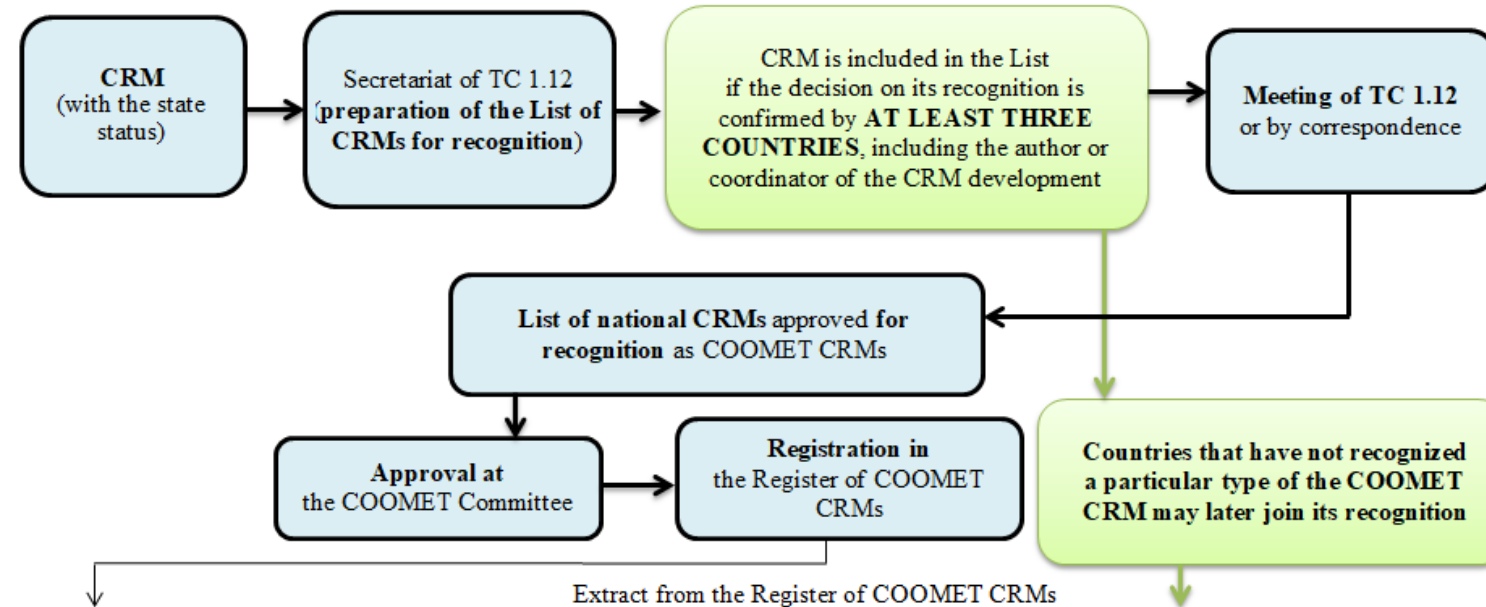 CRM
(with the state
status)
Secretariat of TC 1.12
(preparation of the List of
CRMs for recognition)
CRM is included in the List
if the decision on its recognition is
confirmed by AT LEAST THREE
COUNTRIES, including the author or
coordinator of the CRM development
Meeting of TC 1.12
or by correspondence
List of national CRMs approved for
recognition as COOMET CRMs
Approval at
the COOMET Committee
Registration in
the Register of COOMET
CRMs
Countries that have not recognized
a particular type of the COOMET
CRM may later join its recognition
Extract from the Register of COOMET CRMs